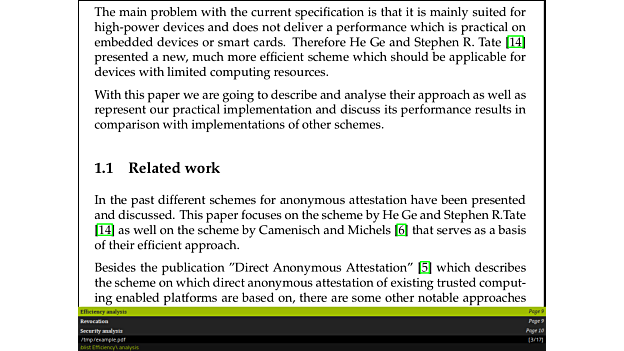 The main problem with the current specification is that it is mainly suited for
high-power devices and does not deliver a performance which is practical on
embedded devices or smart cards. Therefore He Ge and Stephen R. Tate [14]
presented a new, much more efficient scheme which should be applicable for
devices with limited computing resources.
With this paper we are going to describe and analyse their approach as well as
represent our practical implementation and discuss its performance results in
comparison with implementations of other schemes.
1.1 Related work
In the past different schemes for anonymous attestation have been presented
and discussed. This paper focuses on the scheme by He Ge and Stephen R.Tate
[14] as well on the scheme by Camenisch and Michels [6] that serves as a basis
of their efficient approach.
Besides the publication ”Direct Anonymous Attestation” [5] which describes
the scheme on which direct anonymous attestation of existing trusted comput-
ing enabled platforms are based on, there are some other notable approaches
Efficiency analysis Page 9
Revocation Page 9
Security analysis Page 10
/tmp/example.pdf [3/17]
:blist Efficiency\ analysis